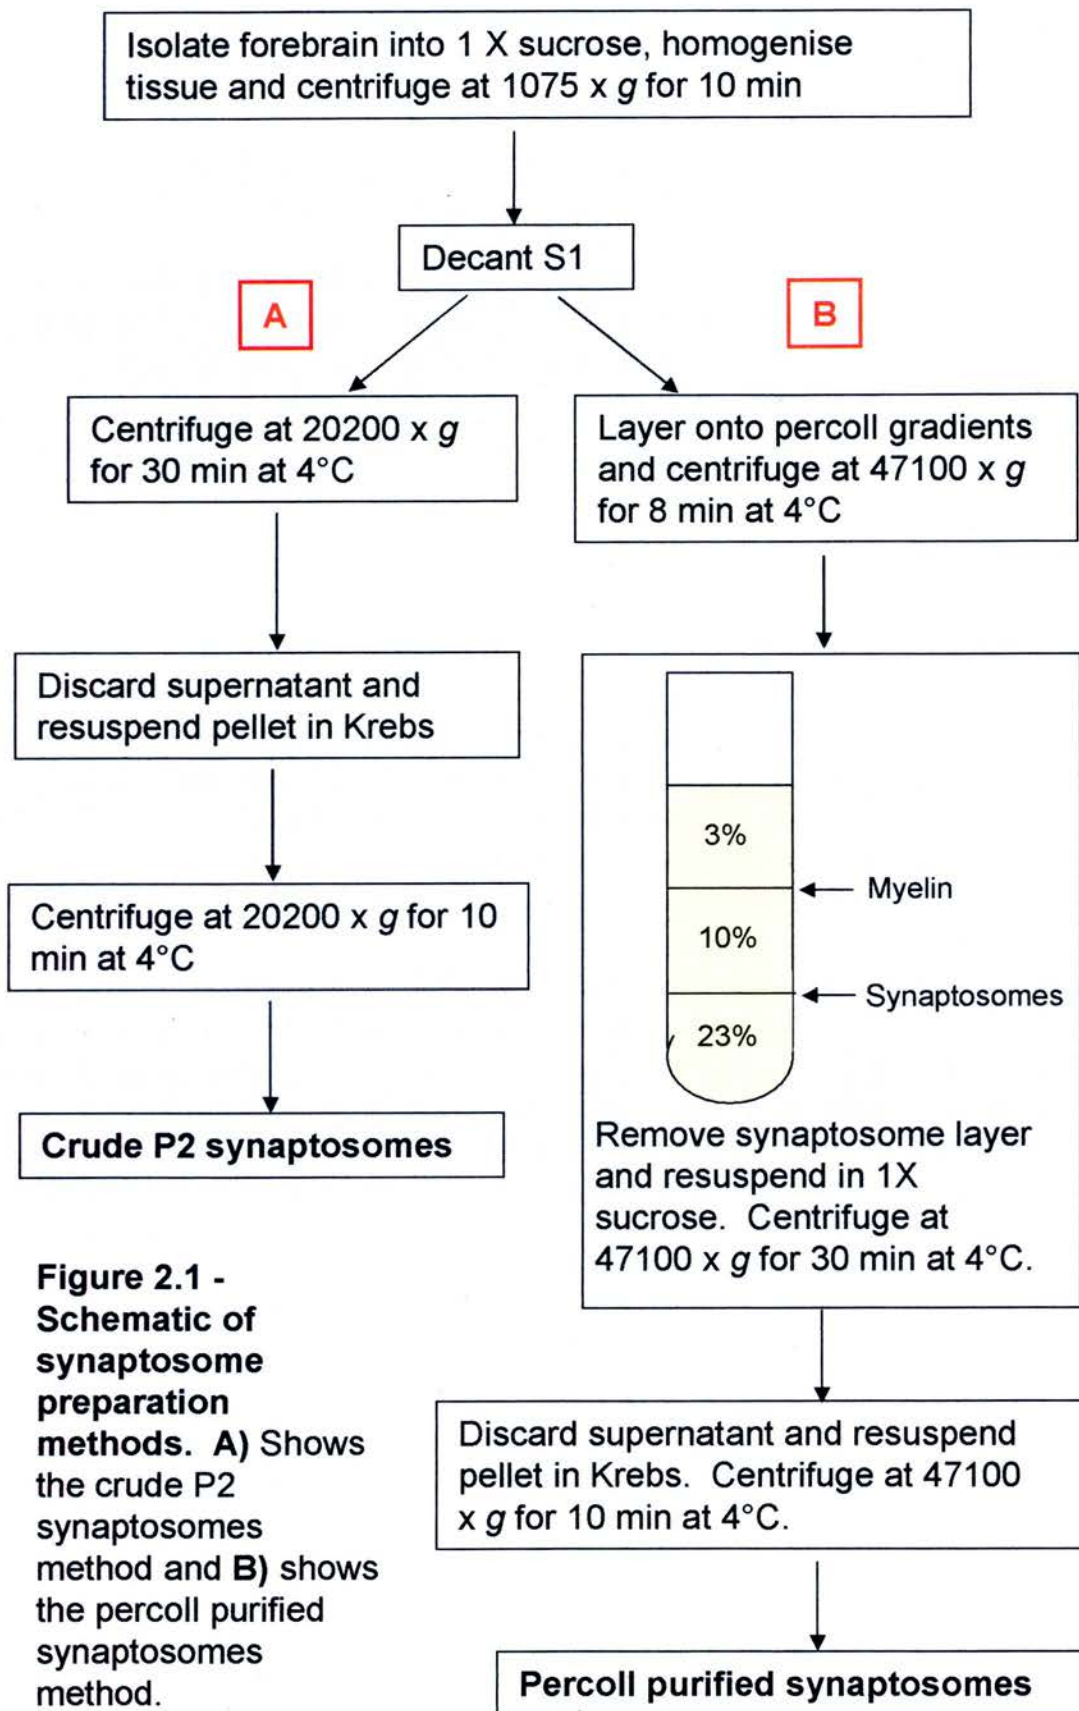 Isolate forebrain into 1 X sucrose, homogenise
tissue and centrifuge at 1075 x g for 10 min
Decant S1
A
B
Centrifuge at 20200 x g
for 30 min at 4°C
Layer onto percoll gradients
and centrifuge at 47100 x g
for 8 min at 4°C
Discard supernatant and
resuspend pellet in Krebs
Centrifuge at 20200 x g for 10
min at 4°C
Crude P2 synaptosomes
3%
Myelin
10%
Synaptosomes
23%
Remove synaptosome layer
and resuspend in 1X
sucrose. Centrifuge at
47100 x g for 30 min at 4°C.
Discard supernatant and resuspend
pellet in Krebs. Centrifuge at 47100
x g for 10 min at 4°C.
Percoll purified synaptosomes
Figure 2.1 -
Schematic of
synaptosome
preparation
methods. A) Shows
the crude P2
synaptosomes
method and B) shows
the percoll purified
synaptosomes
method.